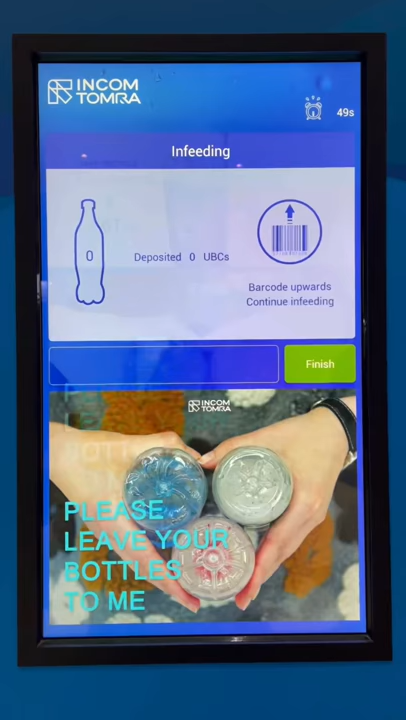 INCOM
TOMRA
49s
Infeeding
0
Deposited 0 UBCs
Barcode upwards
Continue infeeding
Finish
INCOM
TOMRA
PLEASE
LEAVE YOUR
BOTTLES
TO ME